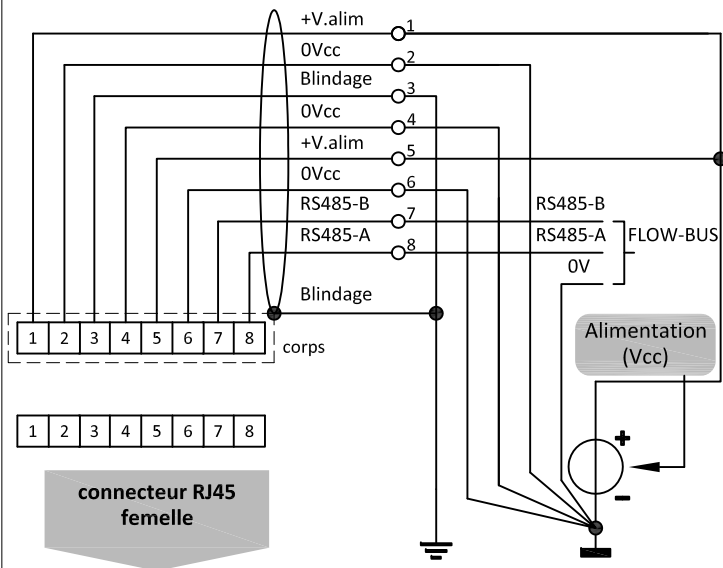 +V.alim 1
0Vcc 2
Blindage 3
0Vcc 4
+V.alim 5
0Vcc 6
RS485-B 7 RS485-B
RS485-A 8 RS485-A FLOW-BUS
0V
Blindage
Alimentation
(Vcc)
1 2 3 4 5 6 7 8 corps
+
1 2 3 4 5 6 7 8
-
connecteur RJ45
femelle